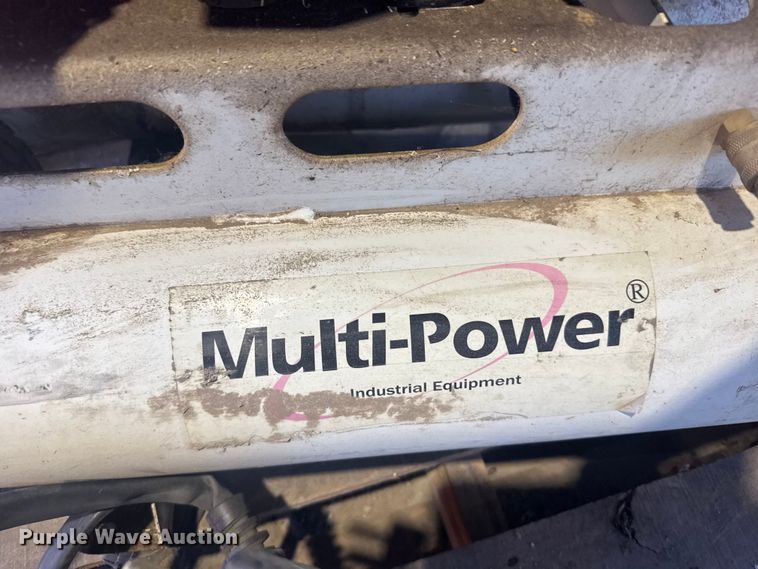 Multi-Power®
Industrial Equipment
Purple Wave Auction